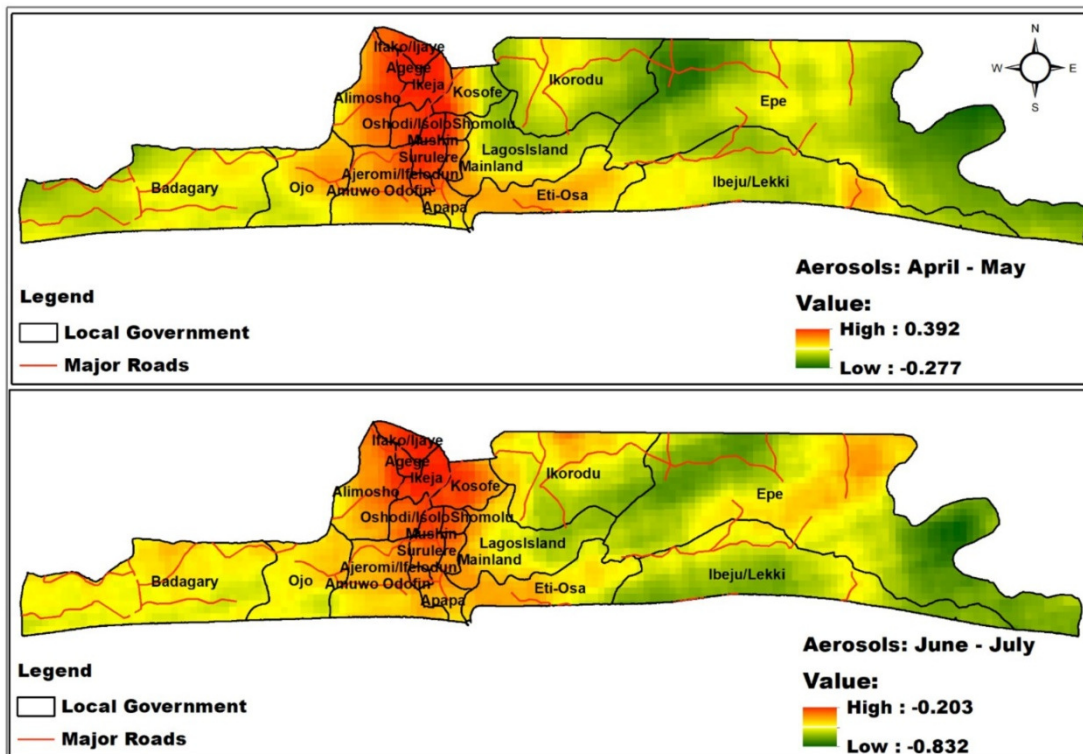 N
W E
S
Ifako/Ijaye
Agege
Ikeja
Kosofe
Ikorodu
Alimosho
Epe
Oshodi/Isolo Shomolu
Mushin
LagosIsland
Surulere
Mainland
Ajeromi/Ifelodun
Badagary
Ojo
Amuwo Odofin
Eti-Osa
Ibeju/Lekki
Apapa
Aerosols: April - May
Legend
Value:
Local Government
High : 0.392
Major Roads
Low : -0.277
Ifako/Ijaye
Agege
Ikeja
Kosofe
Ikorodu
Alimosho
Epe
Oshodi/Isolo Shomolu
Mushin
LagosIsland
Surulere
Mainland
Ajeromi/Ifelodun
Badagary
Ojo
Amuwo Odofin
Eti-Osa
Ibeju/Lekki
Apapa
Aerosols: June - July
Legend
Value:
Local Government
High : -0.203
Major Roads
Low : -0.832